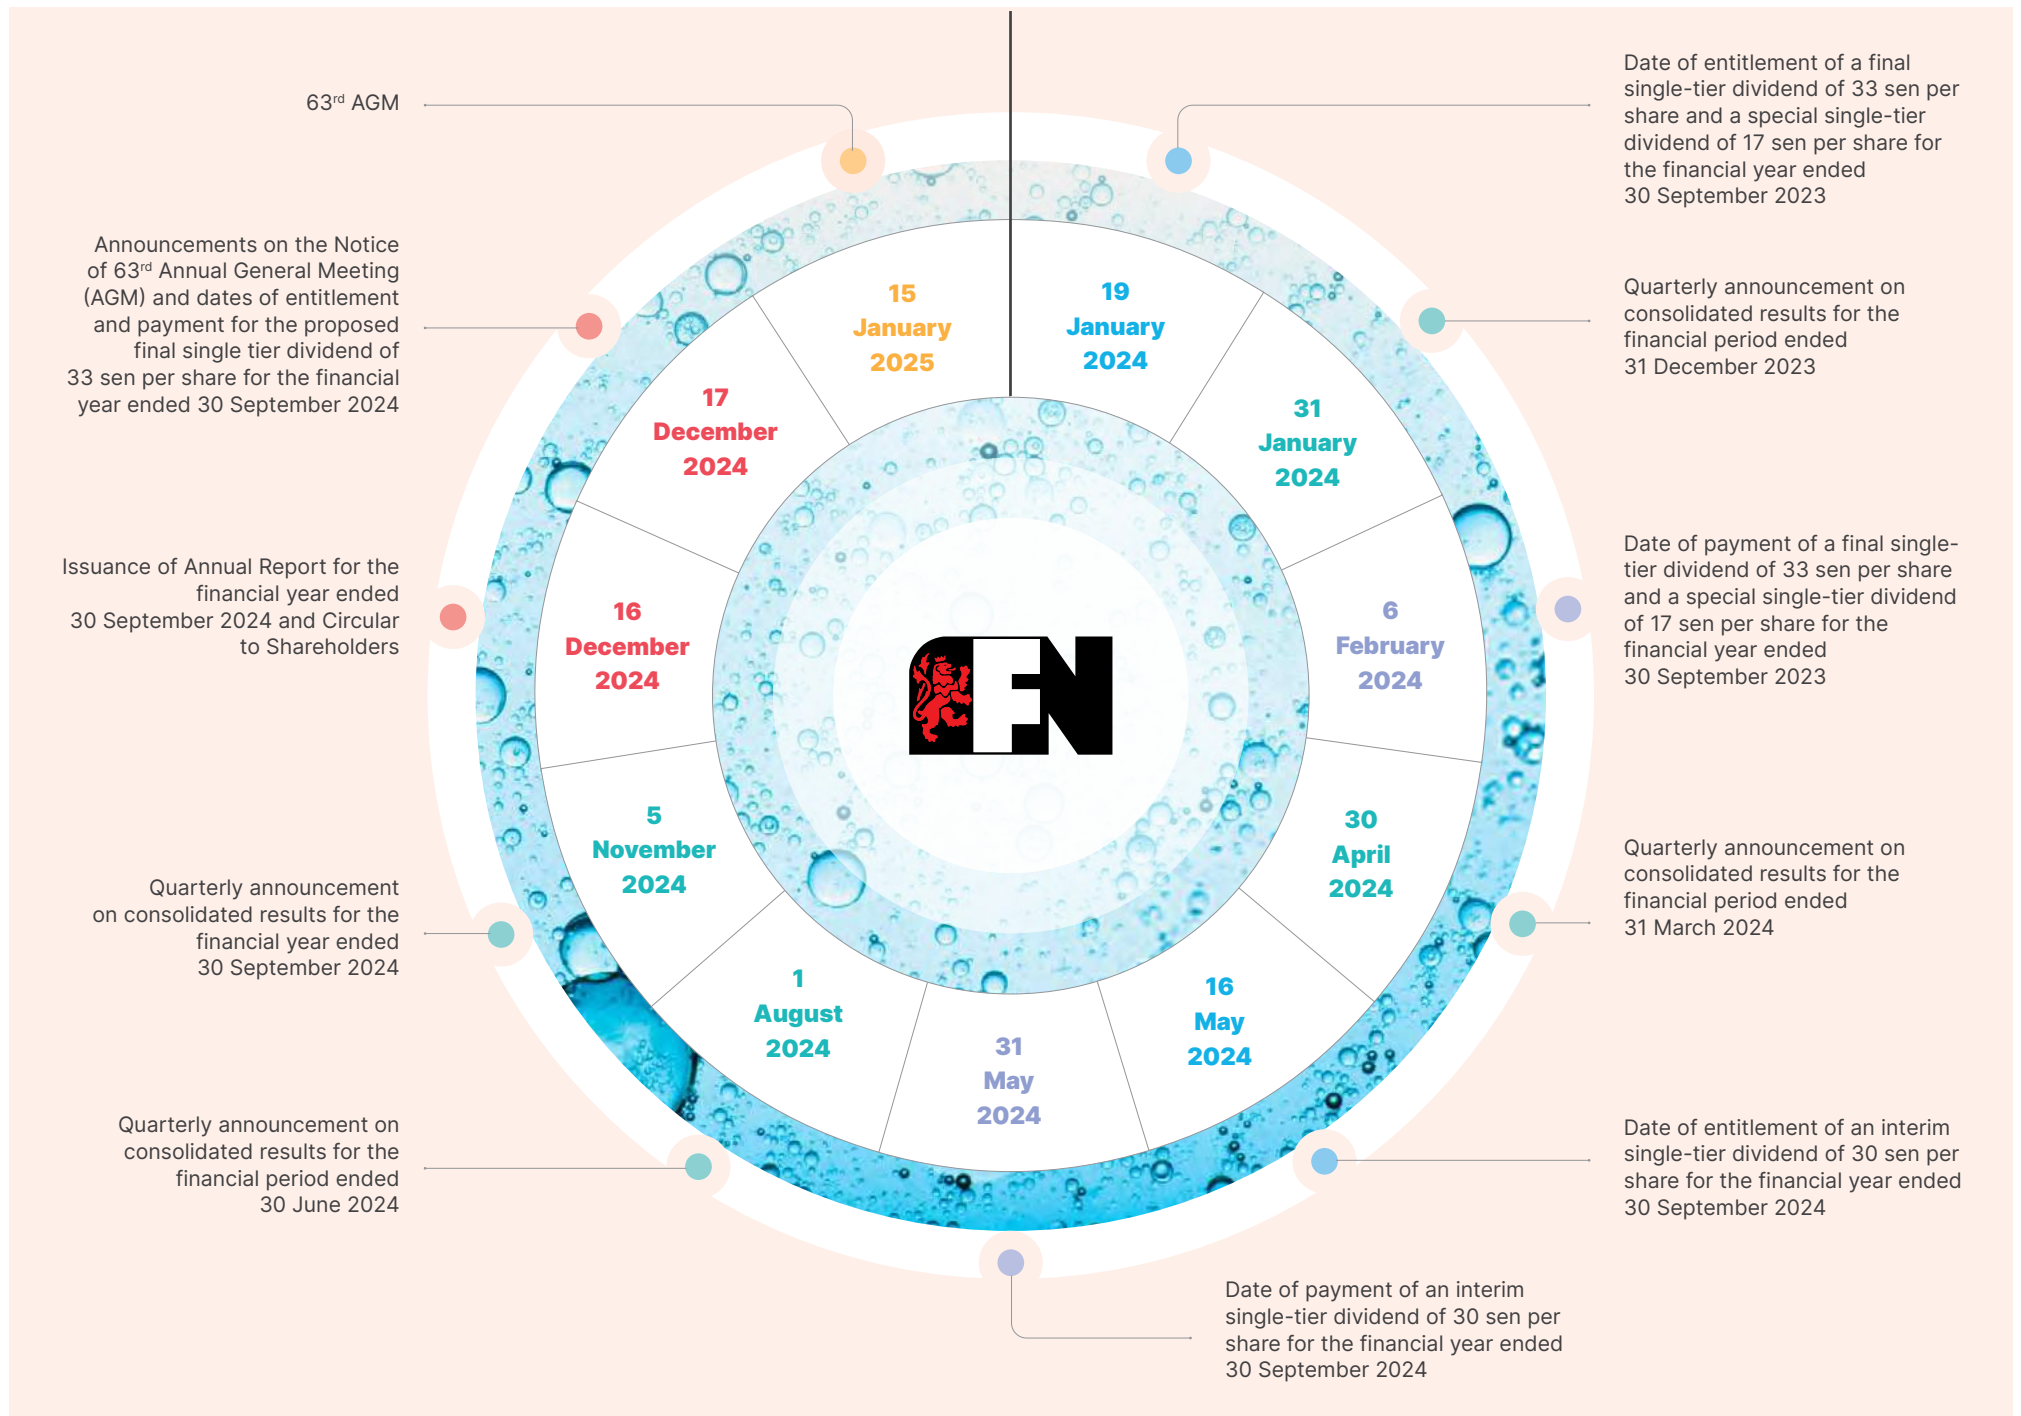 19
January
2024
Date of entitlement of a final
single-tier dividend of 33 sen per
share and a special single-tier
dividend of 17 sen per share for
the financial year ended
30 September 2023
31
January
2024
Quarterly announcement on
consolidated results for the
financial period ended
31 December 2023
6
February
2024
Date of payment of a final single-
tier dividend of 33 sen per share
and a special single-tier dividend
of 17 sen per share for the
financial year ended
30 September 2023
30
April
2024
Quarterly announcement on
consolidated results for the
financial period ended
31 March 2024
16
May
2024
Date of entitlement of an interim
single-tier dividend of 30 sen per
share for the financial year ended
30 September 2024
31
May
2024
Date of payment of an interim
single-tier dividend of 30 sen per
share for the financial year ended
30 September 2024
1
August
2024
Quarterly announcement on
consolidated results for the
financial period ended
30 June 2024
5
November
2024
Quarterly announcement
on consolidated results for the
financial year ended
30 September 2024
16
December
2024
Issuance of Annual Report for the
financial year ended
30 September 2024 and Circular
to Shareholders
17
December
2024
Announcements on the Notice
of 63rd Annual General Meeting
(AGM) and dates of entitlement
and payment for the proposed
final single tier dividend of
33 sen per share for the financial
year ended 30 September 2024
15
January
2025
63rd AGM
FN